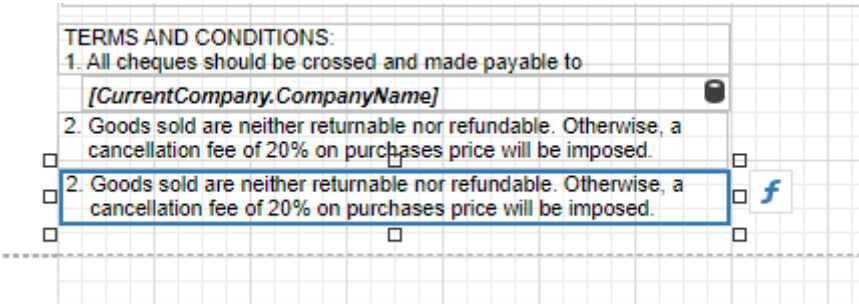 TERMS AND CONDITIONS:
1. All cheques should be crossed and made payable to
[CurrentCompany.CompanyName]
2. Goods sold are neither returnable nor refundable. Otherwise, a
cancellation fee of 20% on purchases price will be imposed.
2. Goods sold are neither returnable nor refundable. Otherwise, a
cancellation fee of 20% on purchases price will be imposed.
f